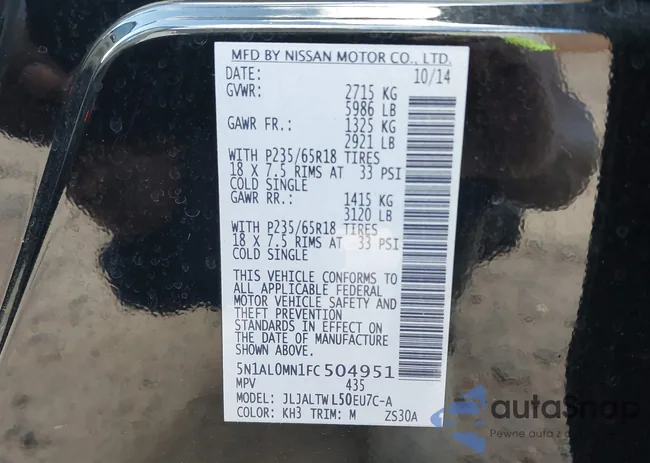 MFD BY NISSAN MOTOR CO., LTD.
DATE: 10/14
GVWR: 2715 KG
5986 LB
GAWR FR.: 1325 KG
2921 LB
WITH P235/65R18 TIRES
18 X 7.5 RIMS AT 33 PSI
COLD SINGLE
GAWR RR.: 1415 KG
3120 LB
WITH P235/65R18 TIRES
18 X 7.5 RIMS AT 33 PSI
COLD SINGLE
THIS VEHICLE CONFORMS TO
ALL APPLICABLE FEDERAL
MOTOR VEHICLE SAFETY AND
THEFT PREVENTION
STANDARDS IN EFFECT ON
THE DATE OF MANUFACTURE
SHOWN ABOVE.
5N1AL0MN1FC504951
MPV 435
MODEL: JLJALTWL50EU7C-A
COLOR: KH3 TRIM: M ZS30A
autaSnap
Pewne auta z